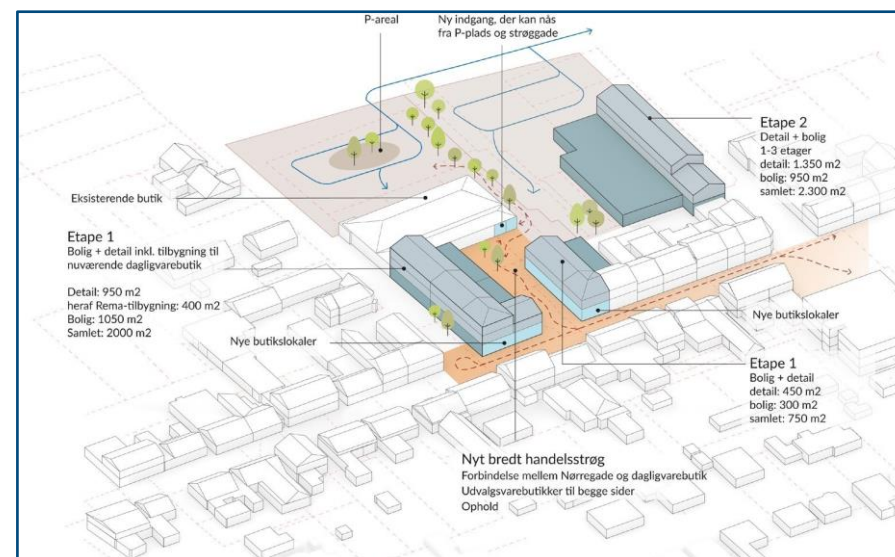 P-areal
Ny indgang, der kan nås
fra P-plads og strøggade
Etape 2
Detail + bolig
1-3 etager
detail: 1.350 m2
bolig: 950 m2
samlet: 2.300 m2
Eksisterende butik
Etape 1
Bolig + detail inkl. tilbygning til
nuværende dagligvarebutik
Detail: 950 m2
heraf Rema-tilbygning: 400 m2
Bolig: 1050 m2
Samlet: 2000 m2
Nye butikslokaler
Nye butikslokaler
Etape 1
Bolig + detail
detail: 450 m2
bolig: 300 m2
samlet: 750 m2
Nyt bredt handelsstrøg
Forbindelse mellem Nørregade og dagligvarebutik
Udvalgsvarebutikker til begge sider
Ophold